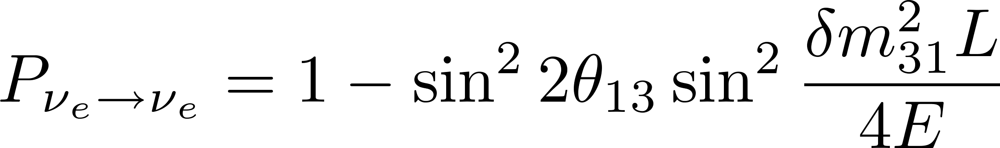 P_{\nu_e \to \nu_e} = 1 - \sin^2 2\theta_{13} \sin^2 \frac{\delta m^2_{31} L}{4E}